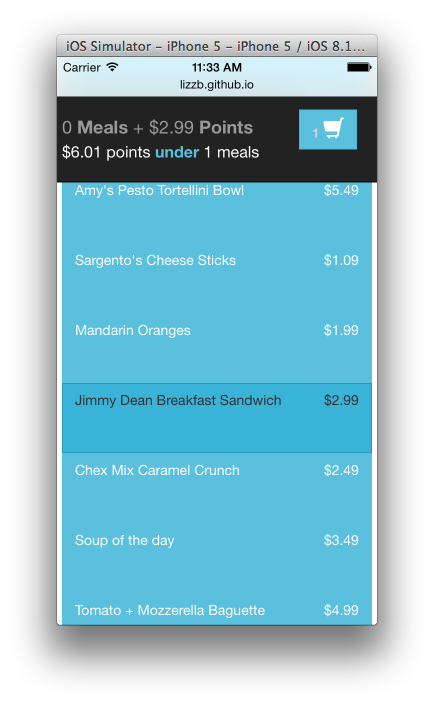 iOS Simulator – iPhone 5 – iPhone 5 / iOS 8.1...
Carrier 11:33 AM
lizzb.github.io
0 Meals + $2.99 Points
1
$6.01 points under 1 meals
Amy's Pesto Tortellini Bowl $5.49
Sargento's Cheese Sticks $1.09
Mandarin Oranges $1.99
Jimmy Dean Breakfast Sandwich $2.99
Chex Mix Caramel Crunch $2.49
Soup of the day $3.49
Tomato + Mozzerella Baguette $4.99